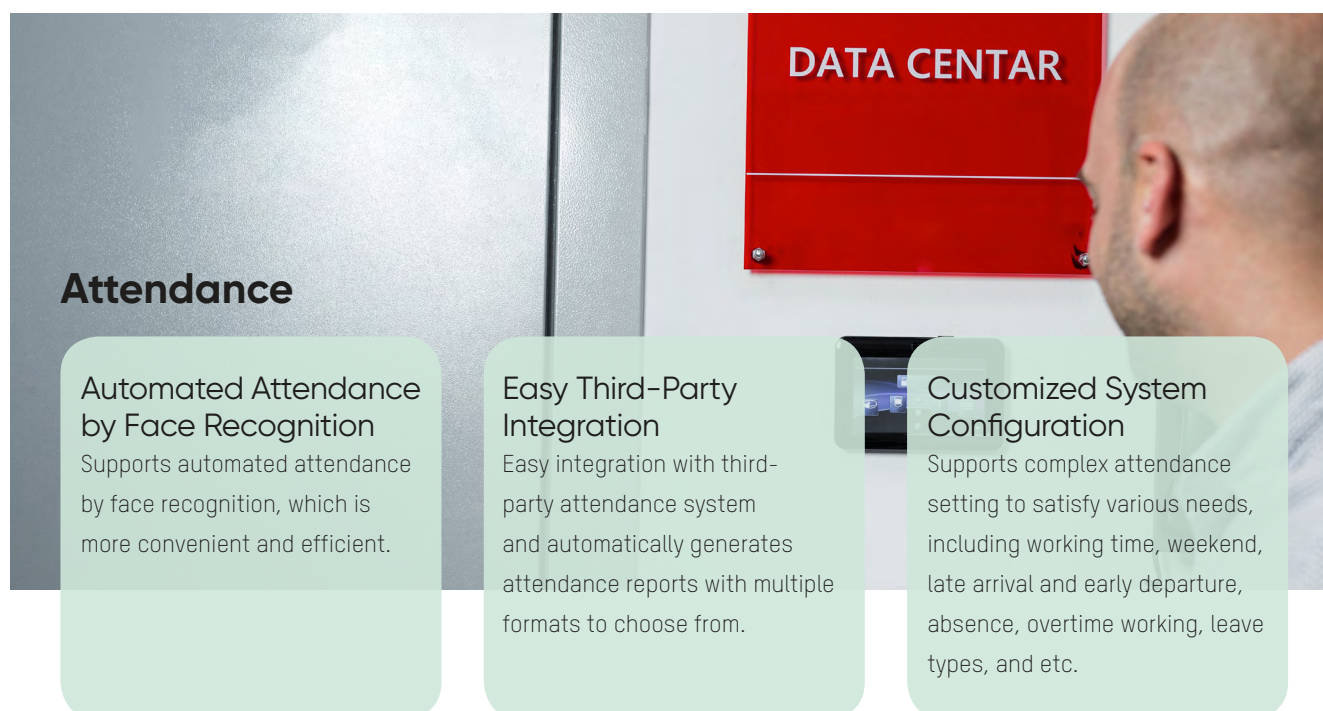 DATA CENTAR
Attendance
Automated Attendance
by Face Recognition
Supports automated attendance
by face recognition, which is
more convenient and efficient.
Easy Third-Party
Integration
Easy integration with third-
party attendance system
and automatically generates
attendance reports with multiple
formats to choose from.
Customized System
Configuration
Supports complex attendance
setting to satisfy various needs,
including working time, weekend,
late arrival and early departure,
absence, overtime working, leave
types, and etc.